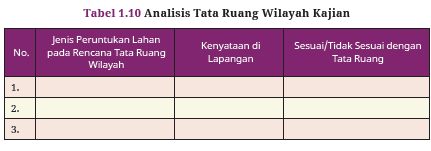 Tabel 1.10 Analisis Tata Ruang Wilayah Kajian
No.
Jenis Peruntukan Lahan
pada Rencana Tata Ruang
Wilayah
Kenyataan di
Lapangan
Sesuai/Tidak Sesuai dengan
Tata Ruang
1.
2.
3.